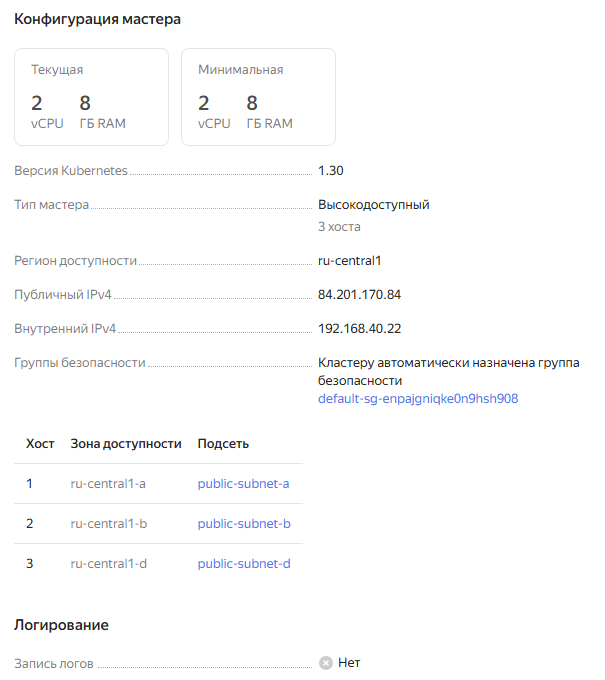 Конфигурация мастера
Текущая
2 8
vCPU ГБ RAM
Минимальная
2 8
vCPU ГБ RAM
Версия Kubernetes 1.30
Тип мастера Высокодоступный
3 хоста
Регион доступности ru-central1
Публичный IPv4 84.201.170.84
Внутренний IPv4 192.168.40.22
Группы безопасности Кластеру автоматически назначена группа
безопасности
default-sg-enpajgniqke0n9hsh908
Хост Зона доступности Подсеть
1 ru-central1-a public-subnet-a
2 ru-central1-b public-subnet-b
3 ru-central1-d public-subnet-d
Логирование
Запись логов Нет